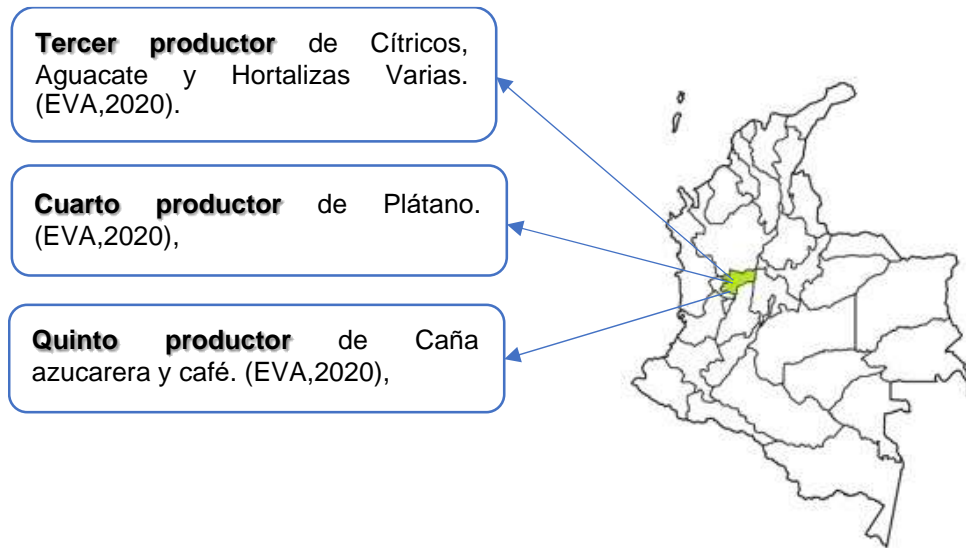 Tercer productor de Cítricos,
Aguacate y Hortalizas Varias.
(EVA,2020).
Cuarto productor de Plátano.
(EVA,2020),
Quinto productor de Caña
azucarera y café. (EVA,2020),